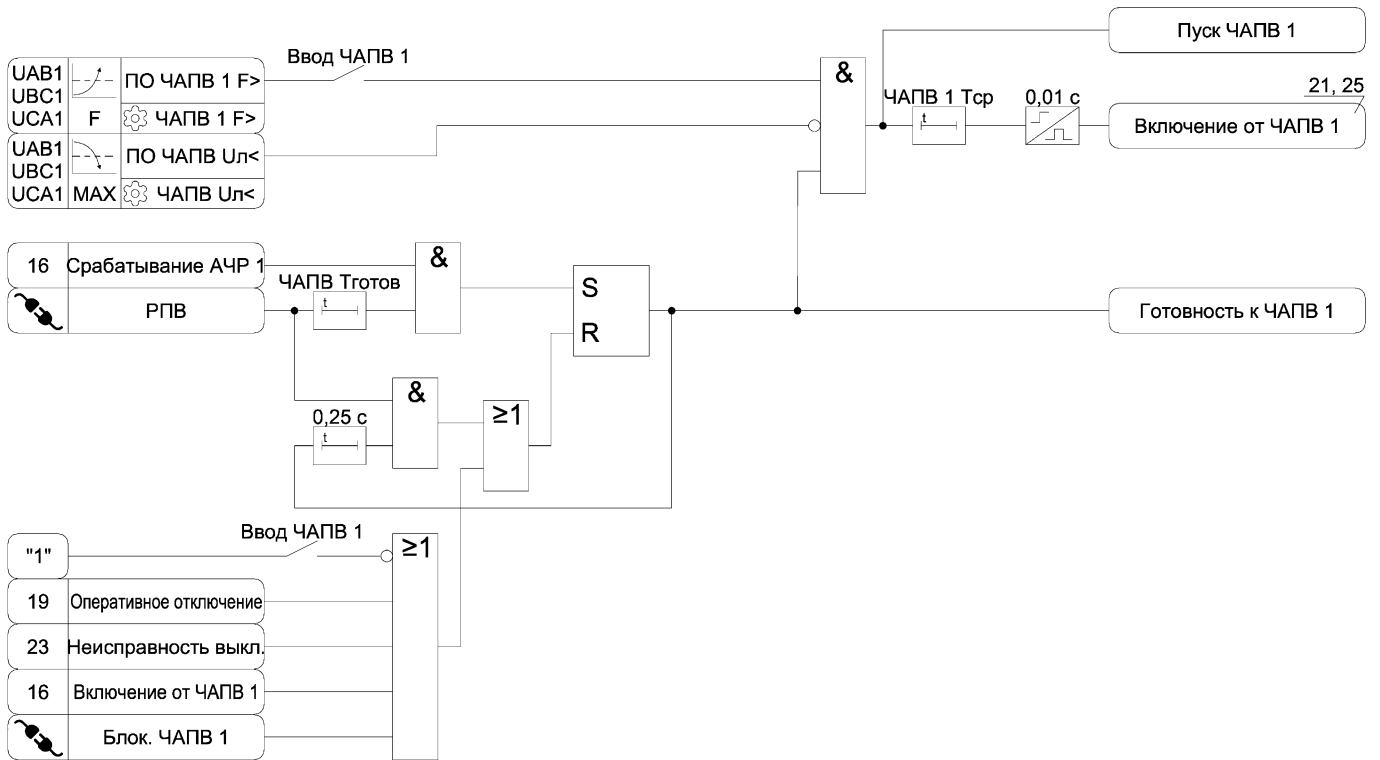 Пуск ЧАПВ 1
Ввод ЧАПВ 1
UAB1
UBC1
UCA1
F
ПО ЧАПВ 1 F>
ЧАПВ 1 F>
&
ЧАПВ 1 Тср
t
0,01 с
21, 25
Включение от ЧАПВ 1
UAB1
UBC1
UCA1
MAX
ПО ЧАПВ Uл<
ЧАПВ Uл<
16
Срабатывание АЧР 1
&
ЧАПВ Тготов
t
РПВ
S
R
Готовность к ЧАПВ 1
&
0,25 с
t
≥1
"1"
Ввод ЧАПВ 1
≥1
19
Оперативное отключение
23
Неисправность выкл.
16
Включение от ЧАПВ 1
Блок. ЧАПВ 1